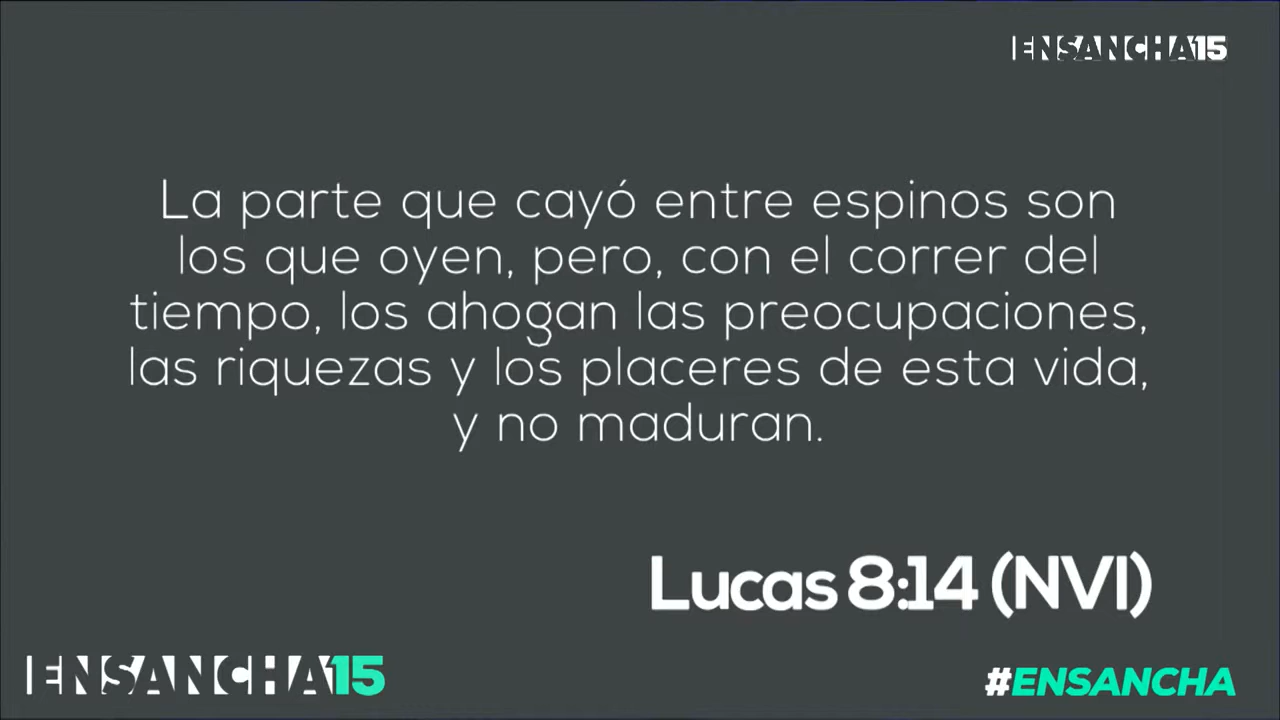 ENSANCHA15
La parte que cayó entre espinos son
los que oyen, pero, con el correr del
tiempo, los ahogan las preocupaciones,
las riquezas y los placeres de esta vida,
y no maduran.
Lucas 8:14 (NVI)
ENSANCHA15
#ENSANCHA